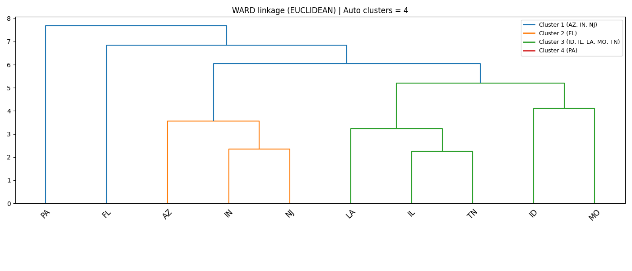 WARD linkage (EUCLIDEAN) | Auto clusters = 4
8
7
6
5
4
3
2
1
0
Cluster 1 (AZ, IN, NJ)
Cluster 2 (FL)
Cluster 3 (ID, IL, LA, MO, TN)
Cluster 4 (PA)
PA
FL
AZ
IN
NJ
LA
IL
TN
ID
MO